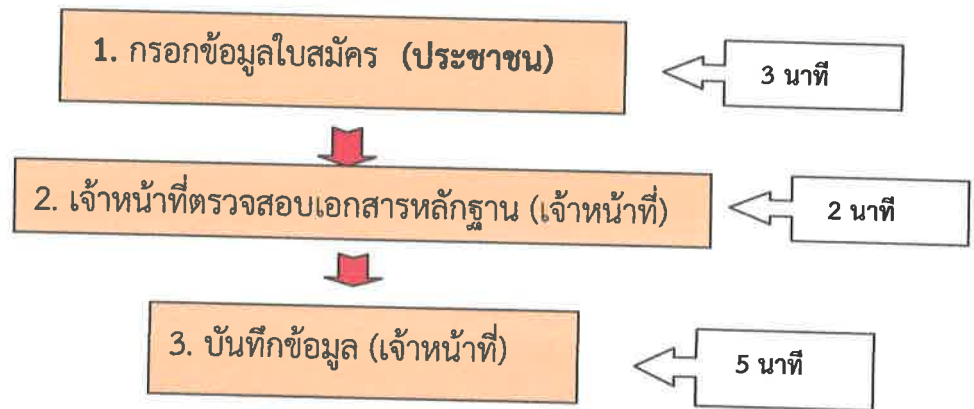 1. กรอกข้อมูลใบสมัคร (ประชาชน)
3 นาที
2. เจ้าหน้าที่ตรวจสอบเอกสารหลักฐาน (เจ้าหน้าที่)
2 นาที
3. บันทึกข้อมูล (เจ้าหน้าที่)
5 นาที